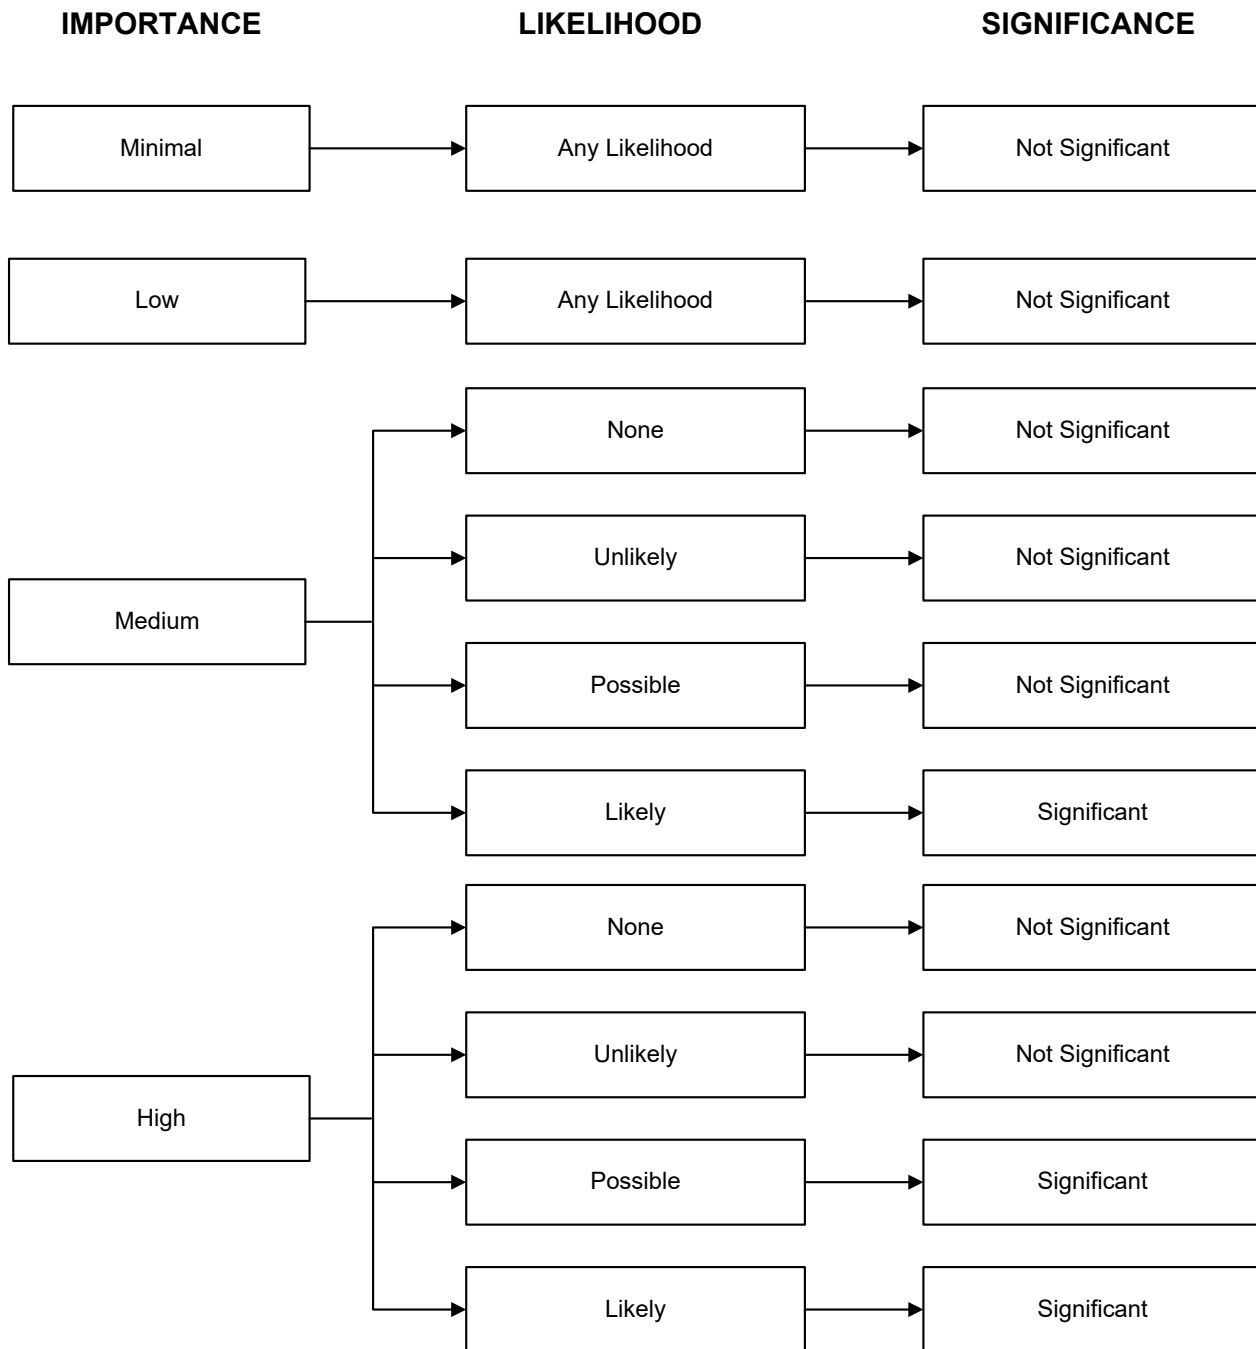 IMPORTANCE LIKELIHOOD SIGNIFICANCE
Minimal Any Likelihood Not Significant
Low Any Likelihood Not Significant
None Not Significant
Unlikely Not Significant
Medium
Possible Not Significant
Likely Significant
None Not Significant
Unlikely Not Significant
High
Possible Significant
Likely Significant